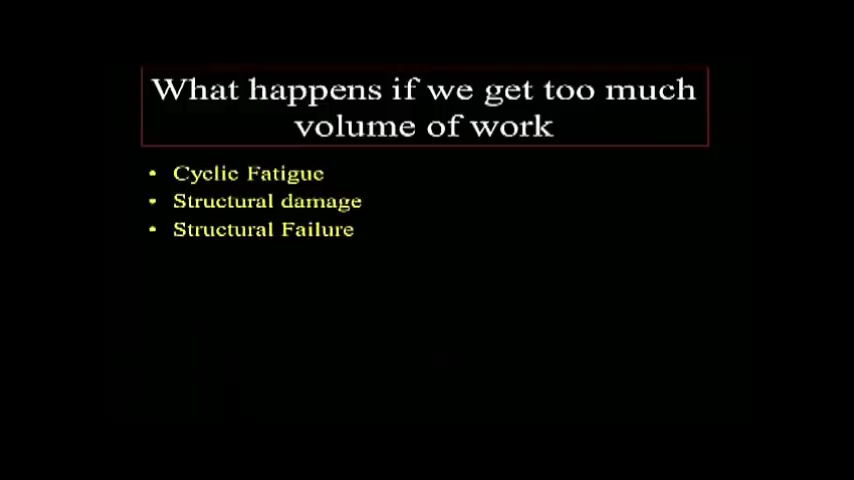 What happens if we get too much
volume of work
• Cyclic Fatigue
• Structural damage
• Structural Failure